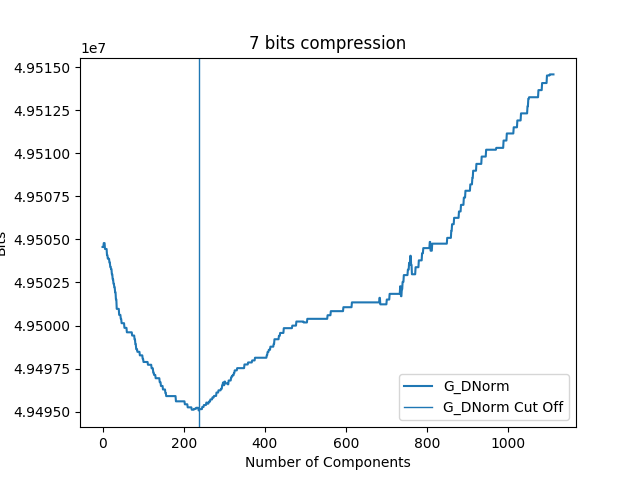 7 bits compression
1e7
4.95150
4.95125
4.95100
4.95075
4.95050
4.95025
4.95000
4.94975
4.94950
Bits
0 200 400 600 800 1000
Number of Components
G_DNorm
G_DNorm Cut Off